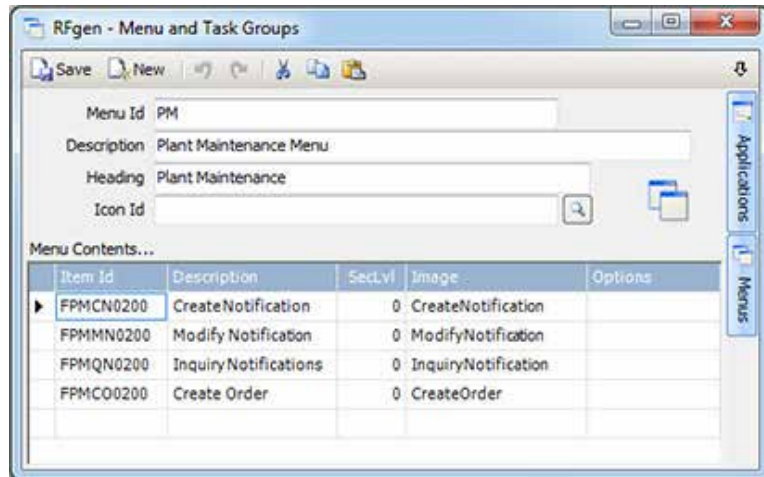 RFgen - Menu and Task Groups
Save New
Menu Id PM
Description Plant Maintenance Menu
Heading Plant Maintenance
Icon Id
Applications
Menus
Menu Contents...
Item Id Description SecLvl Image Options
FPMCN0200 CreateNotification 0 CreateNotification
FPMMN0200 Modify Notification 0 ModifyNotification
FPMQN0200 InquiryNotifications 0 InquiryNotification
FPMCO0200 Create Order 0 CreateOrder